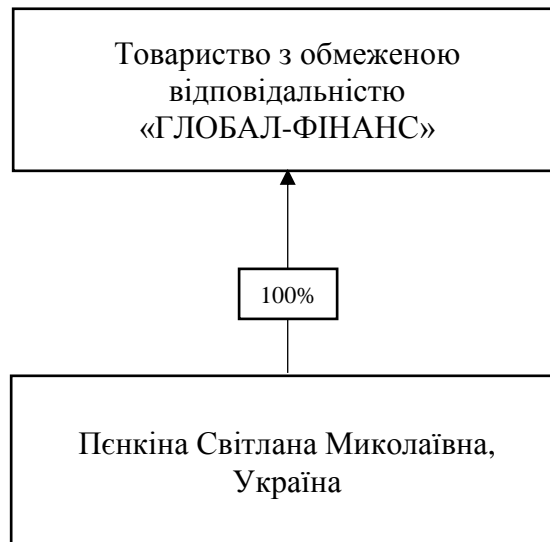 Товариство з обмеженою
відповідальністю
«ГЛОБАЛ-ФІНАНС»
100%
Пєнкіна Світлана Миколаївна,
Україна